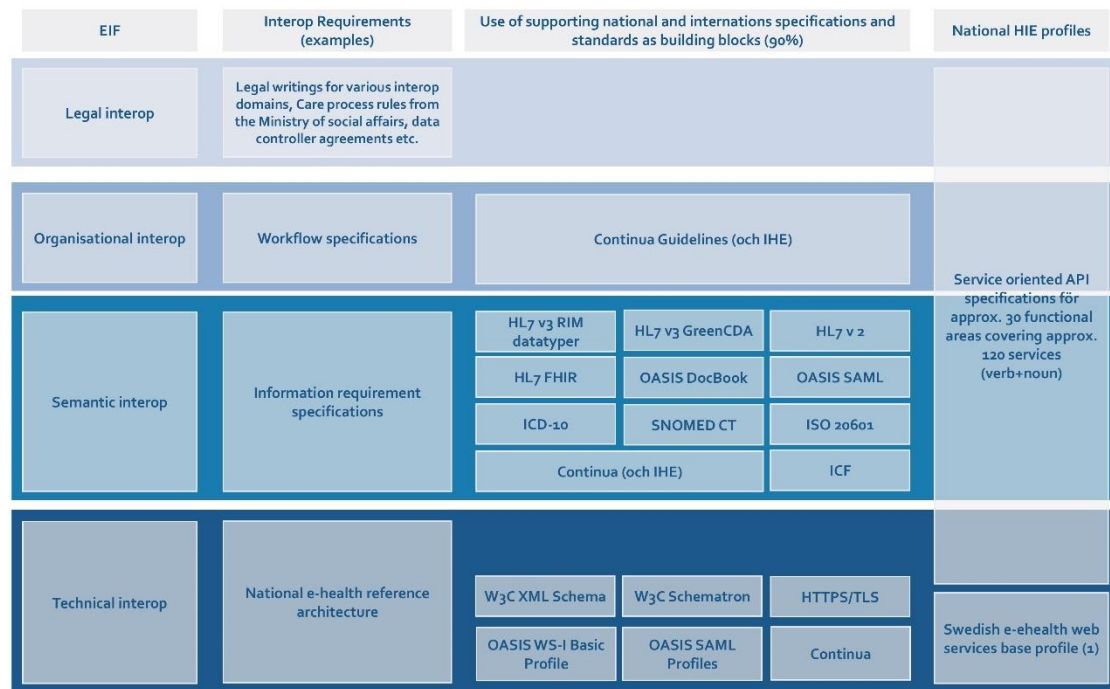 EIF
Interop Requirements
(examples)
Use of supporting national and internations specifications and
standards as building blocks (90%)
National HIE profiles
Legal interop
Legal writings for various interop
domains, Care process rules from
the Ministry of social affairs, data
controller agreements etc.
Organisational interop
Workflow specifications
Continua Guidelines (och IHE)
Semantic interop
Information requirement
specifications
HL7 v3 RIM
datatyper
HL7 v3 GreenCDA
HL7 v 2
HL7 FHIR
OASIS DocBook
OASIS SAML
ICD-10
SNOMED CT
ISO 20601
Continua (och IHE)
ICF
Service oriented API
specifications för
approx. 30 functional
areas covering approx.
120 services
(verb+noun)
Technical interop
National e-health reference
architecture
W3C XML Schema
W3C Schematron
HTTPS/TLS
OASIS WS-I Basic
Profile
OASIS SAML
Profiles
Continua
Swedish e-ehealth web
services base profile (1)